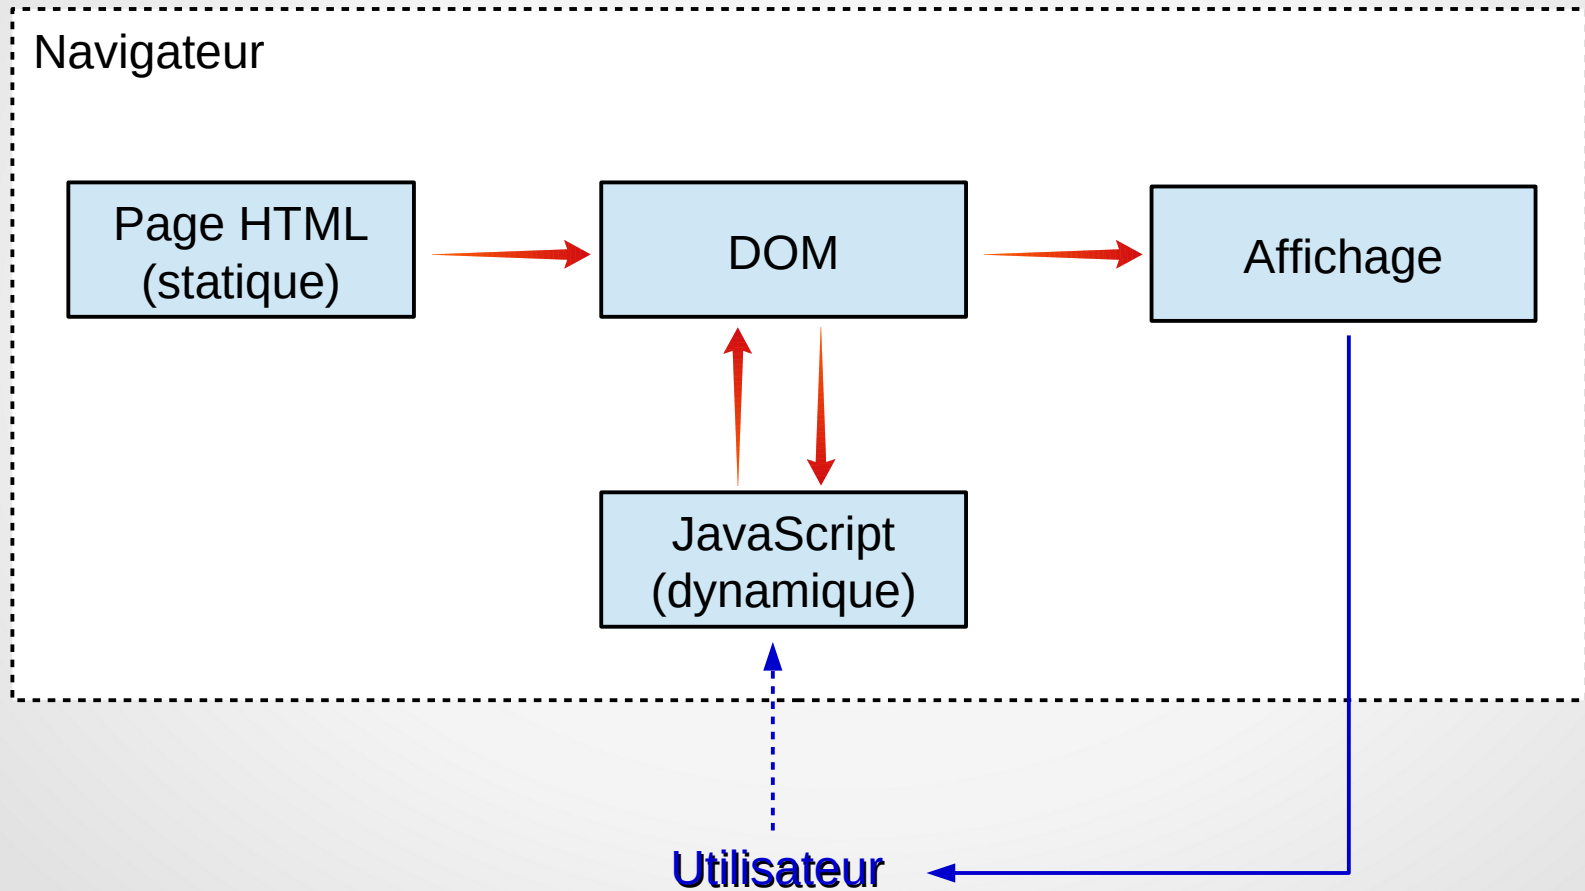 Navigateur
Page HTML
(statique)
DOM
Affichage
JavaScript
(dynamique)
Utilisateur